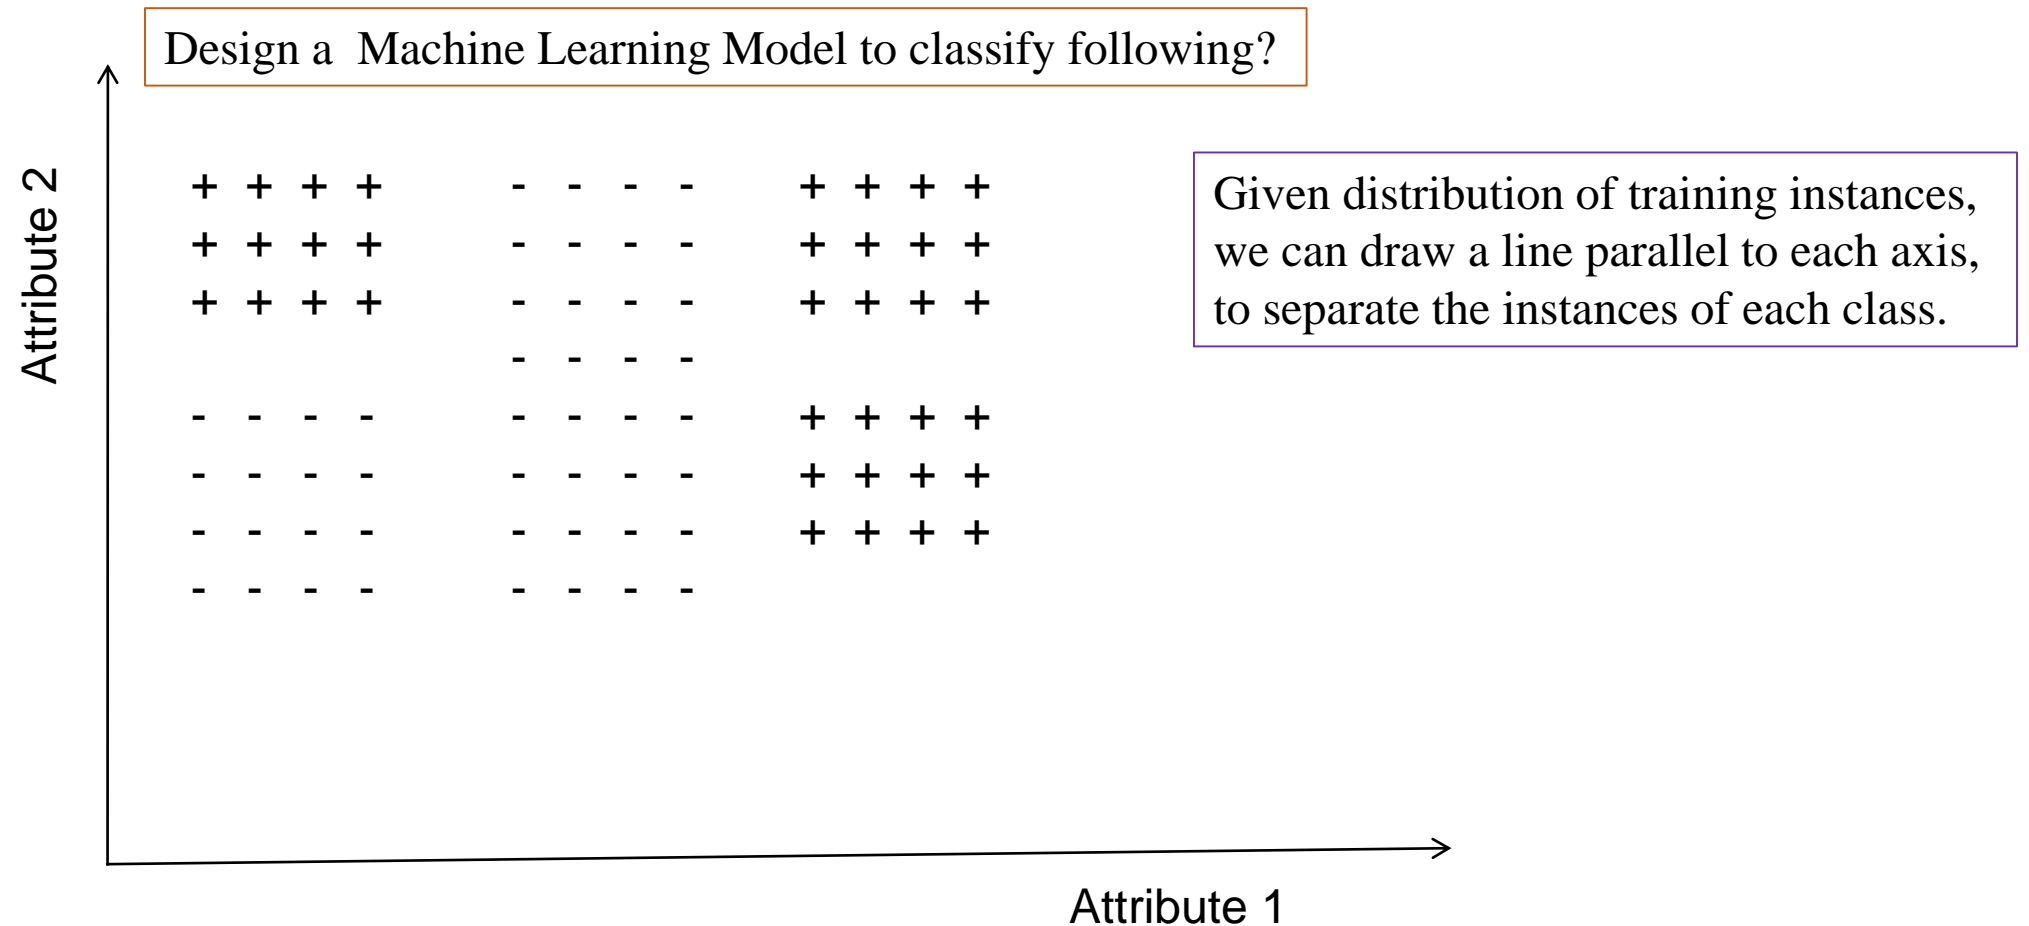 Design a  Machine Learning Model to classify following?
Attribute 2
+ + + + - - - - + + + +
+ + + + - - - - + + + +
+ + + + - - - - + + + +
- - - -
- - - - - - - - + + + +
- - - - - - - - + + + +
- - - - - - - - + + + +
- - - - - - - -
Given distribution of training instances,
we can draw a line parallel to each axis,
to separate the instances of each class.
Attribute 1